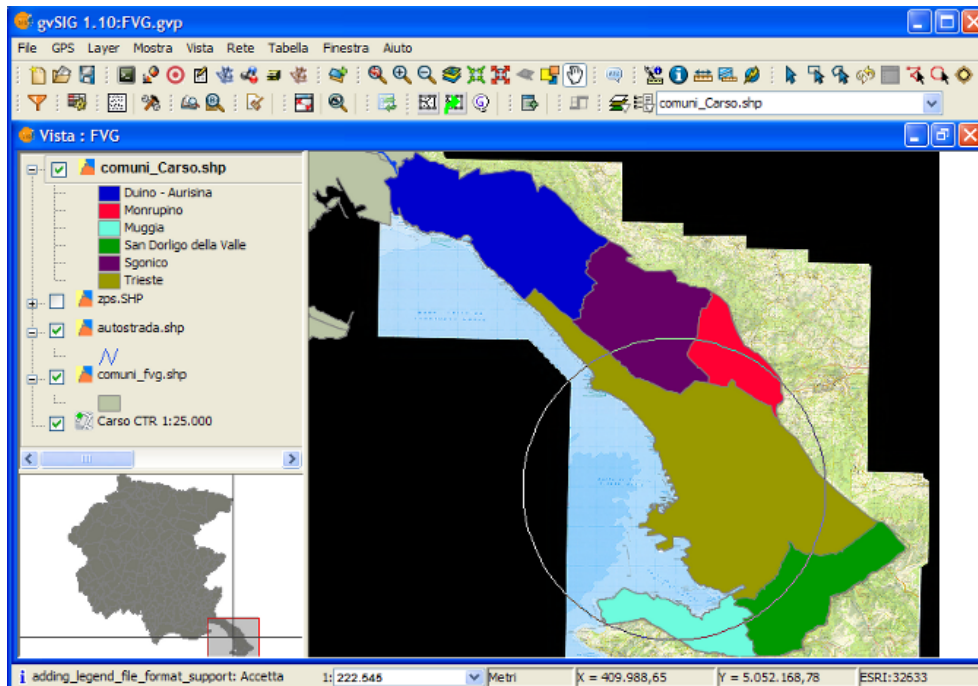 gvSIG 1.10:FVG.gvp
File GPS Layer Mostra Vista Rete Tabella Finestra Aiuto
comuni_Carso.shp
Vista : FVG
comuni_Carso.shp
Duino - Aurisina
Monrupino
Muggia
San Dorligo della Valle
Sgonico
Trieste
zps.SHP
autostrada.shp
comuni_fvg.shp
Carso CTR 1:25.000
adding_legend_file_format_support: Accetta 1: 222.545 Metri X = 409.988,65 Y = 5.052.168,78 ESRI:32633